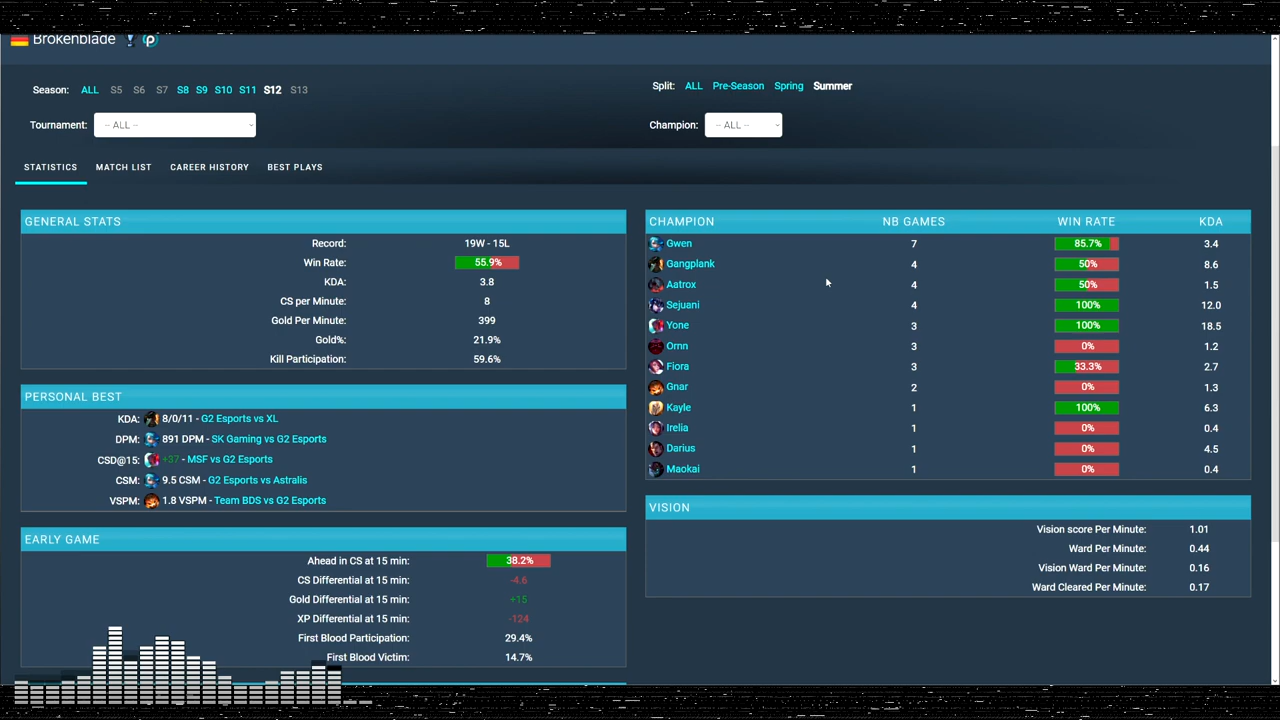 Brokenblade
Season: ALL S5 S6 S7 S8 S9 S10 S11 S12 S13
Split: ALL Pre-Season Spring Summer
Tournament: -- ALL --
Champion: -- ALL --
STATISTICS MATCH LIST CAREER HISTORY BEST PLAYS
GENERAL STATS
Record: 19W - 15L
Win Rate: 55.9%
KDA: 3.8
CS per Minute: 8
Gold Per Minute: 399
Gold%: 21.9%
Kill Participation: 59.6%
PERSONAL BEST
KDA: 8/0/11 - G2 Esports vs XL
DPM: 891 DPM - SK Gaming vs G2 Esports
CSD@15: +37 - MSF vs G2 Esports
CSM: 9.5 CSM - G2 Esports vs Astralis
VSPM: 1.8 VSPM - Team BDS vs G2 Esports
EARLY GAME
Ahead in CS at 15 min: 38.2%
CS Differential at 15 min: -4.6
Gold Differential at 15 min: +15
XP Differential at 15 min: -124
First Blood Participation: 29.4%
First Blood Victim: 14.7%
CHAMPION NB GAMES WIN RATE KDA
Gwen 7 85.7% 3.4
Gangplank 4 50% 8.6
Aatrox 4 50% 1.5
Sejuani 4 100% 12.0
Yone 3 100% 18.5
Ornn 3 0% 1.2
Fiora 3 33.3% 2.7
Gnar 2 0% 1.3
Kayle 1 100% 6.3
Irelia 1 0% 0.4
Darius 1 0% 4.5
Maokai 1 0% 0.4
VISION
Vision score Per Minute: 1.01
Ward Per Minute: 0.44
Vision Ward Per Minute: 0.16
Ward Cleared Per Minute: 0.17